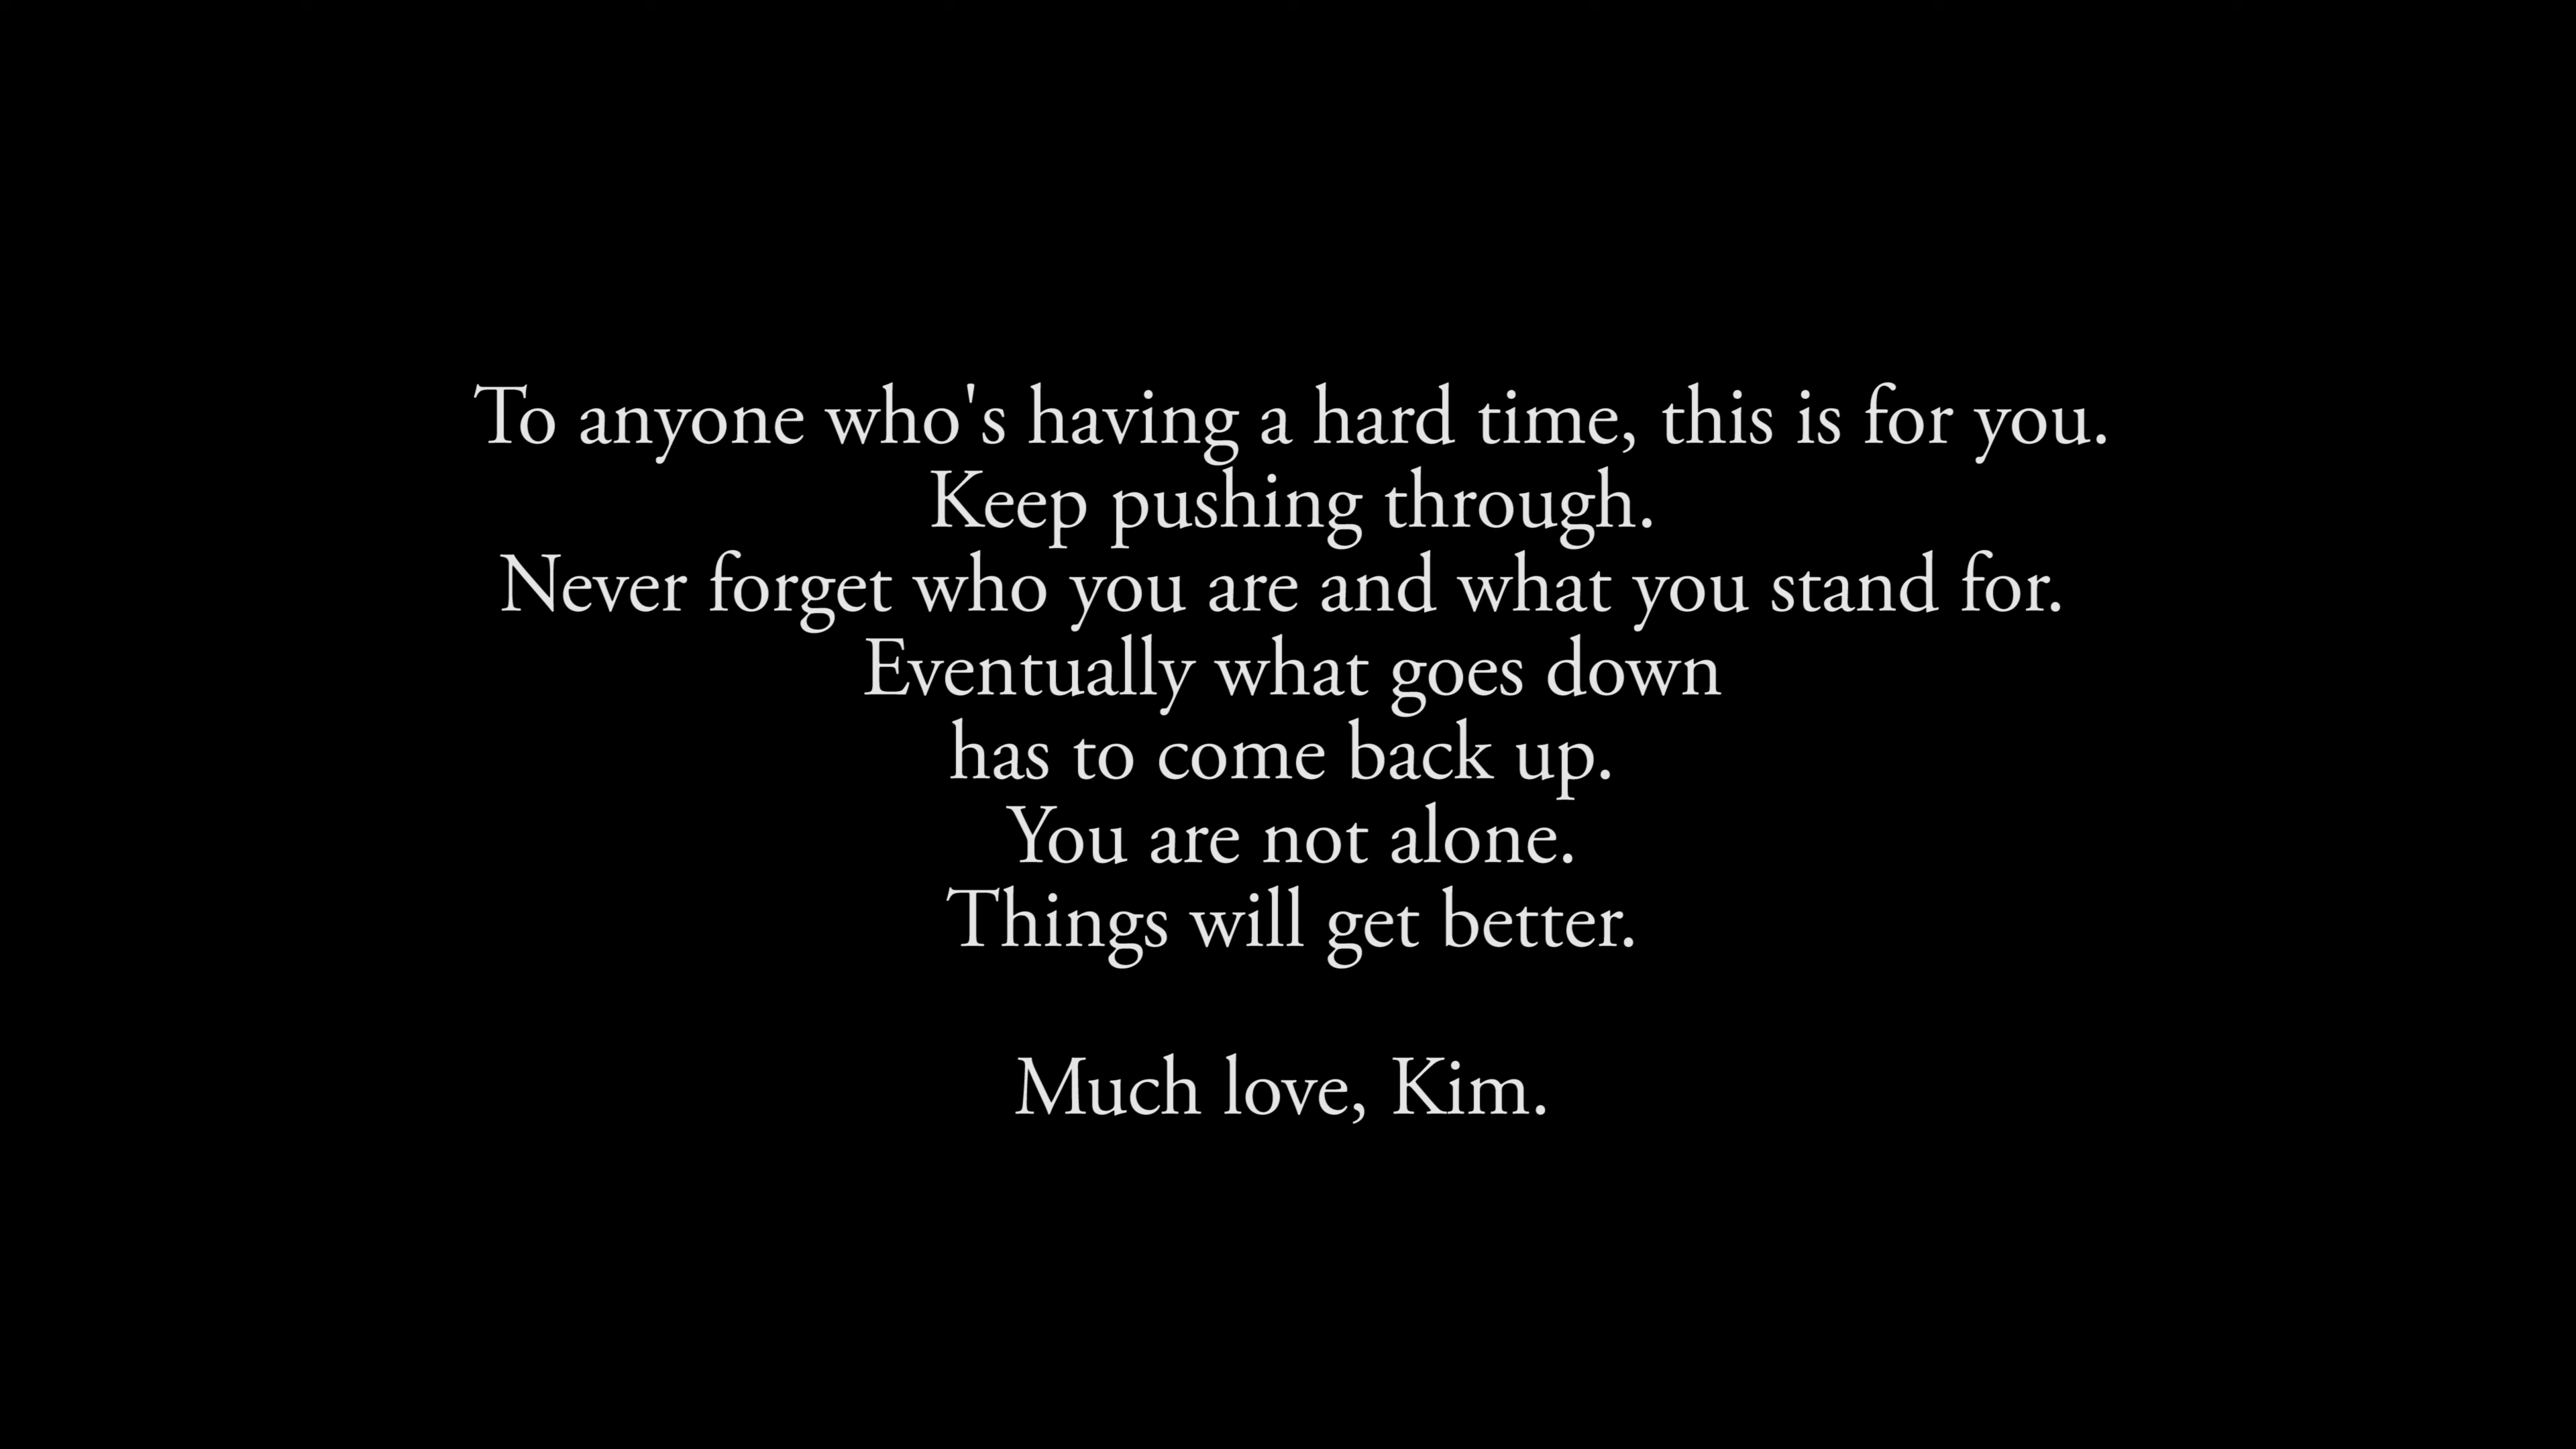 To anyone who's having a hard time, this is for you.
Keep pushing through.
Never forget who you are and what you stand for.
Eventually what goes down
has to come back up.
You are not alone.
Things will get better.
Much love, Kim.